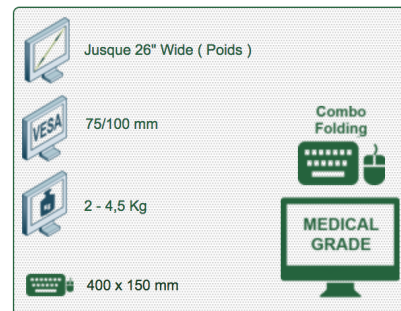 Jusque 26" Wide ( Poids )
VESA
75/100 mm
Combo
Folding
KG
2 - 4,5 Kg
MEDICAL
GRADE
400 x 150 mm